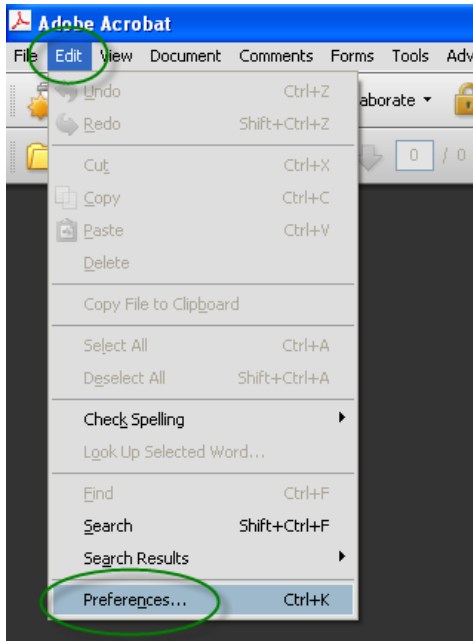 Adobe Acrobat
File Edit View Document Comments Forms Tools
aborate
0 / 0
Undo Ctrl+Z
Redo Shift+Ctrl+Z
Cut Ctrl+X
Copy Ctrl+C
Paste Ctrl+V
Delete
Copy File to Clipboard
Select All Ctrl+A
Deselect All Shift+Ctrl+A
Check Spelling
Look Up Selected Word...
Find Ctrl+F
Search Shift+Ctrl+F
Search Results
Preferences... Ctrl+K